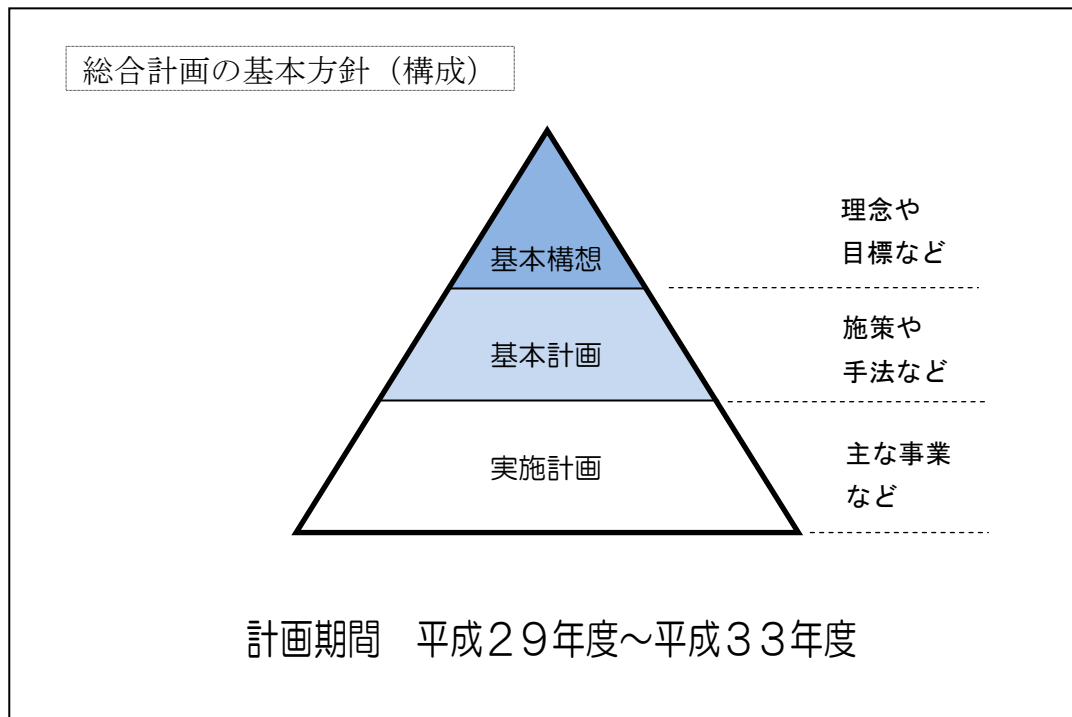 総合計画の基本方針（構成）
基本構想
理念や
目標など
基本計画
施策や
手法など
実施計画
主な事業
など
計画期間　平成２９年度～平成３３年度